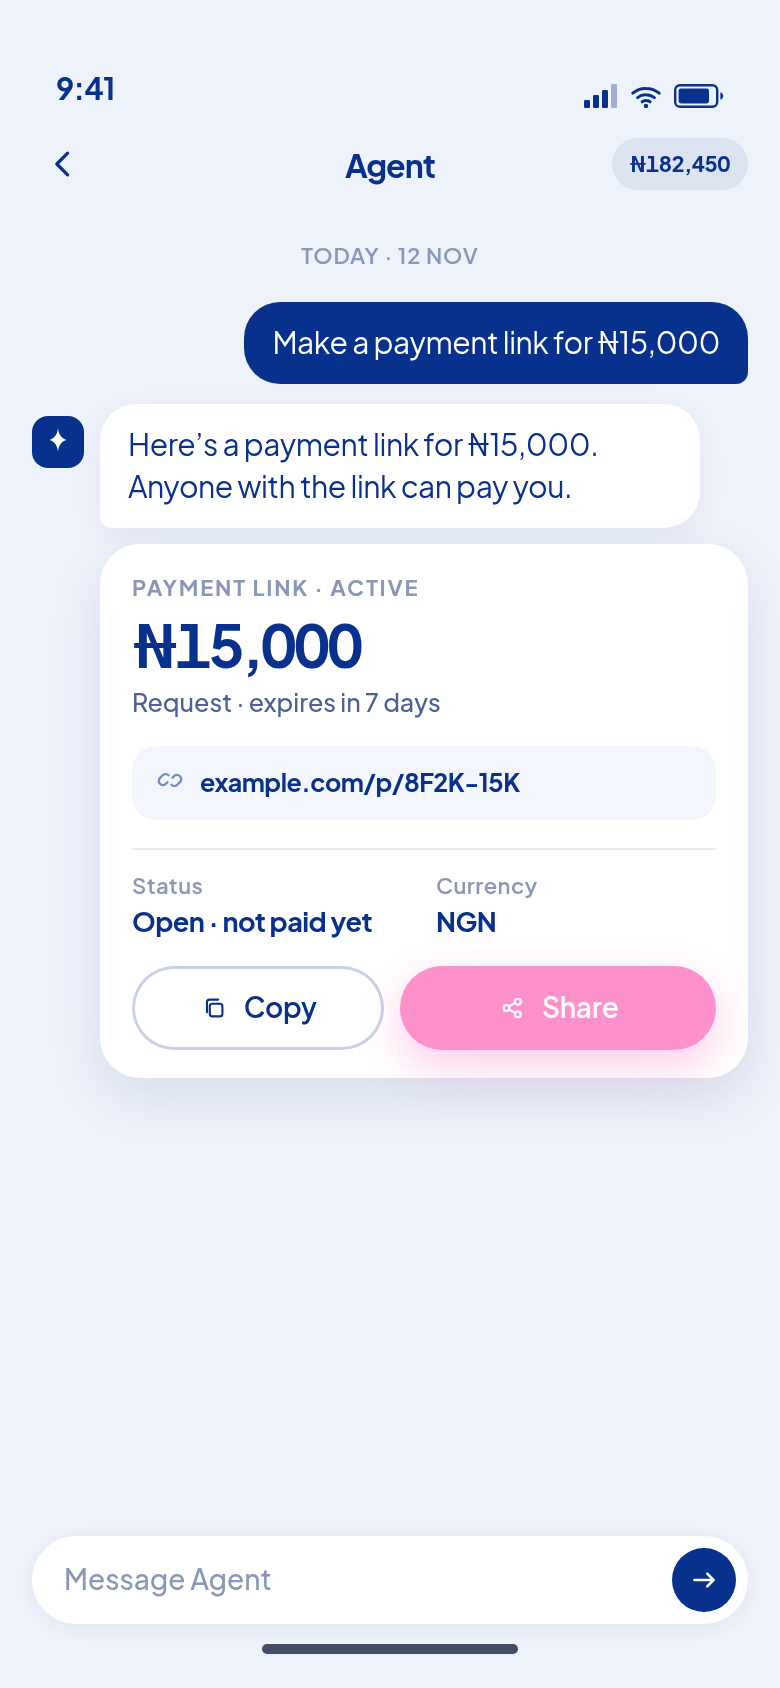 9:41
Agent
₦182,450
TODAY · 12 NOV
Make a payment link for ₦15,000
Here’s a payment link for ₦15,000.
Anyone with the link can pay you.
PAYMENT LINK · ACTIVE
₦15,000
Request · expires in 7 days
example.com/p/8F2K-15K
Status
Currency
Open · not paid yet
NGN
Copy
Share
Message Agent